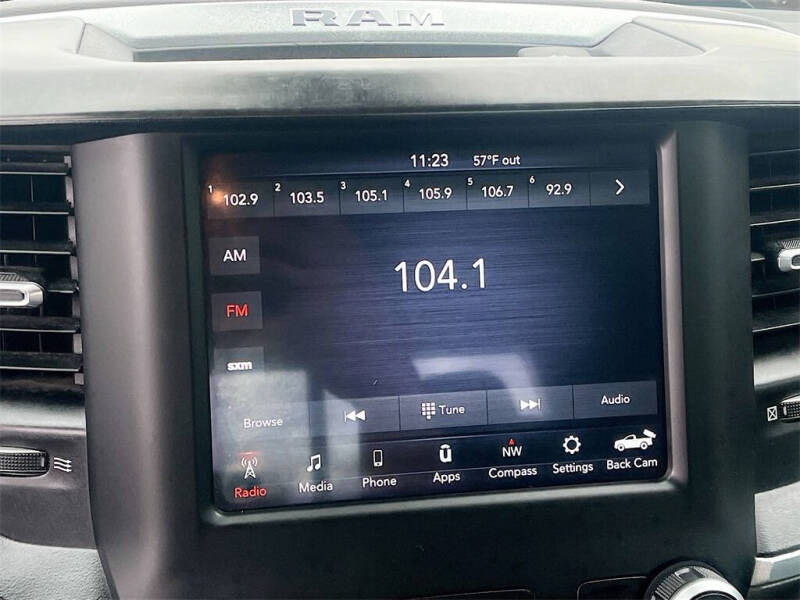 RAM
11:23 57°F out
1 102.9 2 103.5 3 105.1 4 105.9 5 106.7 6 92.9
AM
104.1
FM
sxm
Browse Tune Audio
NW
Radio Media Phone Apps Compass Settings Back Cam